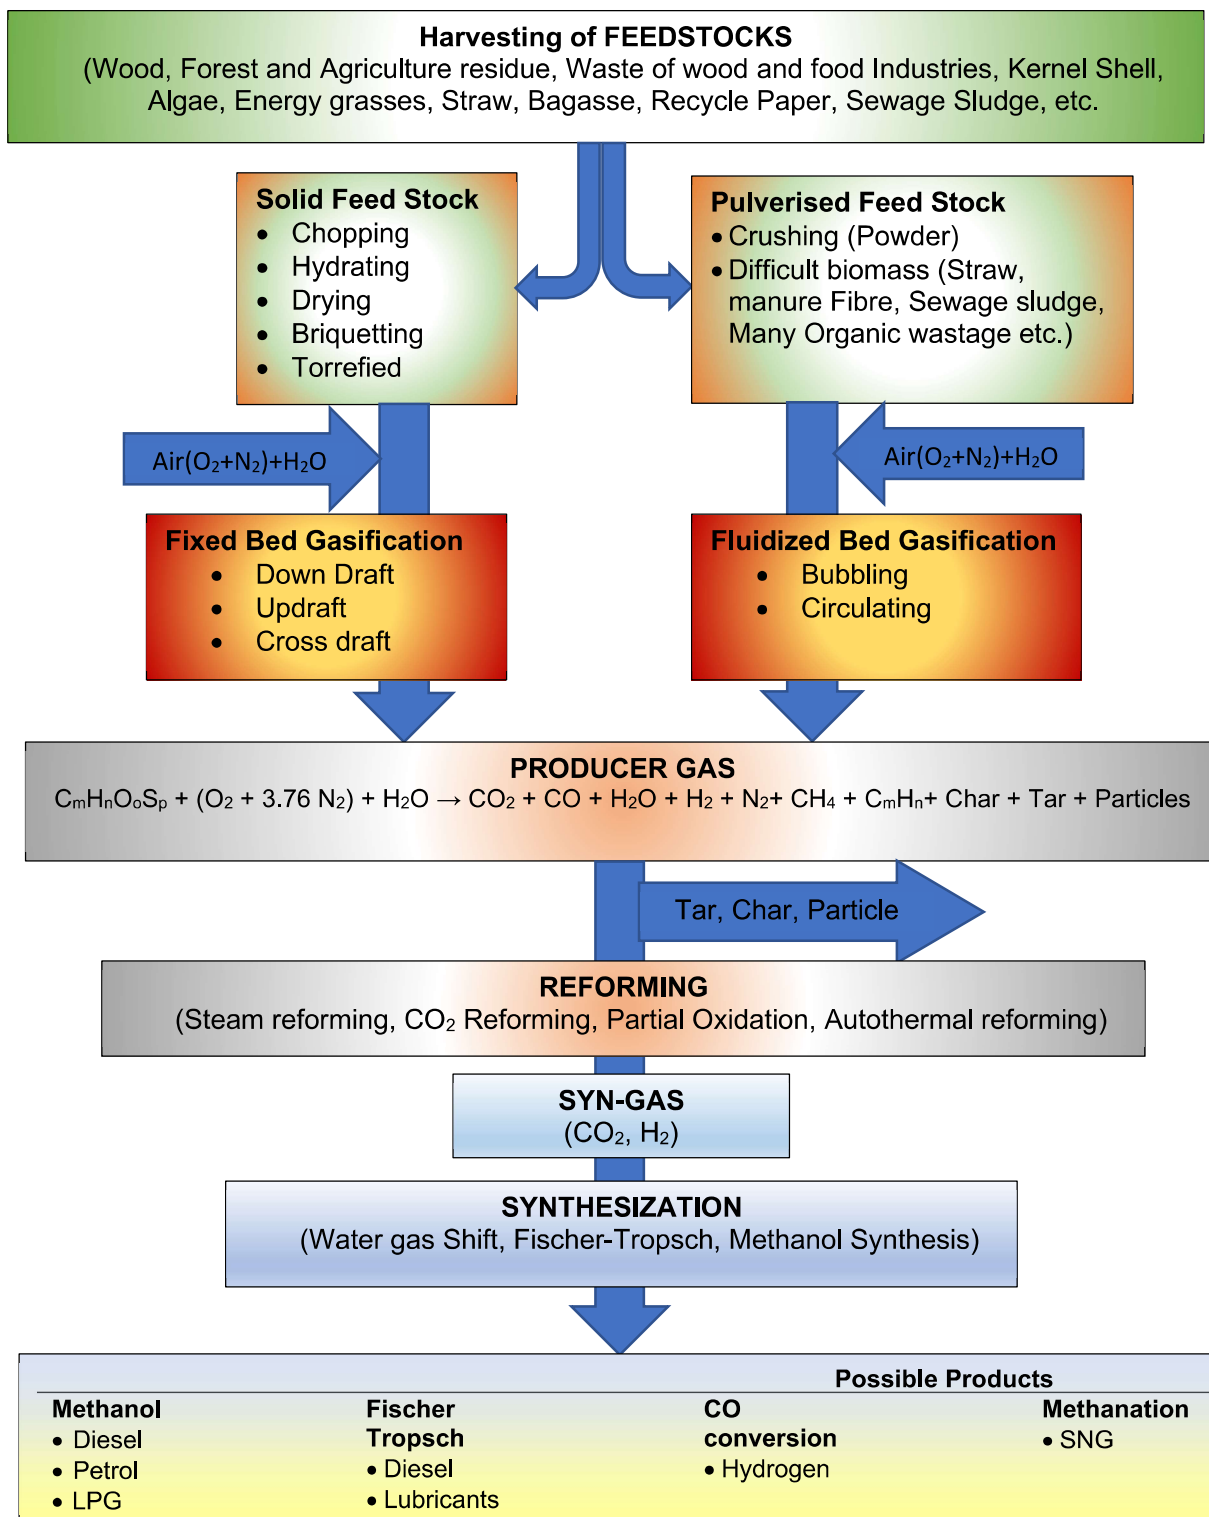 Harvesting of FEEDSTOCKS
(Wood, Forest and Agriculture residue, Waste of wood and food Industries, Kernel Shell,
Algae, Energy grasses, Straw, Bagasse, Recycle Paper, Sewage Sludge, etc.
Solid Feed Stock
• Chopping
• Hydrating
• Drying
• Briquetting
• Torrefied
Pulverised Feed Stock
• Crushing (Powder)
• Difficult biomass (Straw,
manure Fibre, Sewage sludge,
Many Organic wastage etc.)
Air(O₂+N₂)+H₂O
Air(O₂+N₂)+H₂O
Fixed Bed Gasification
• Down Draft
• Updraft
• Cross draft
Fluidized Bed Gasification
• Bubbling
• Circulating
PRODUCER GAS
CₘHₙOₒSₚ + (O₂ + 3.76 N₂) + H₂O → CO₂ + CO + H₂O + H₂ + N₂+ CH₄ + CₘHₙ+ Char + Tar + Particles
Tar, Char, Particle
REFORMING
(Steam reforming, CO₂ Reforming, Partial Oxidation, Autothermal reforming)
SYN-GAS
(CO₂, H₂)
SYNTHESIZATION
(Water gas Shift, Fischer-Tropsch, Methanol Synthesis)
Possible Products
Methanol
• Diesel
• Petrol
• LPG
Fischer
Tropsch
• Diesel
• Lubricants
CO
conversion
• Hydrogen
Methanation
• SNG